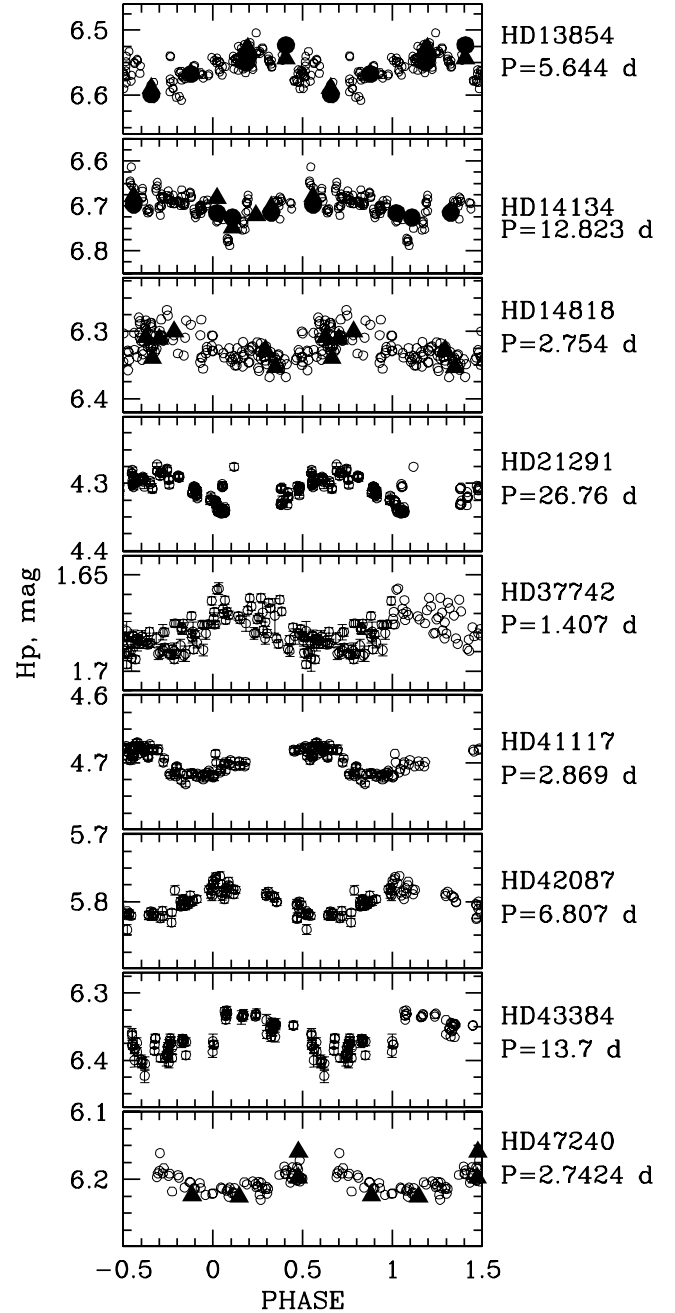 6.5
6.6
HD13854
P=5.644 d
6.6
6.7
6.8
HD14134
P=12.823 d
6.3
6.4
HD14818
P=2.754 d
4.3
4.4
HD21291
P=26.76 d
1.65
1.7
HD37742
P=1.407 d
4.6
4.7
HD41117
P=2.869 d
5.7
5.8
HD42087
P=6.807 d
6.3
6.4
HD43384
P=13.7 d
6.1
6.2
HD47240
P=2.7424 d
Hp, mag
−0.5 0 0.5 1 1.5
PHASE